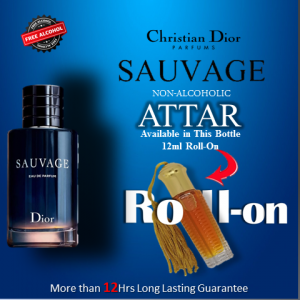 FREE ALCOHOL
Christian Dior
PARFUMS
SAUVAGE
NON-ALCOHOLIC
ATTAR
Available in This Bottle
12ml Roll-On
SAUVAGE
EAU DE PARFUM
Dior
Roll-on
More than 12Hrs Long Lasting Guarantee